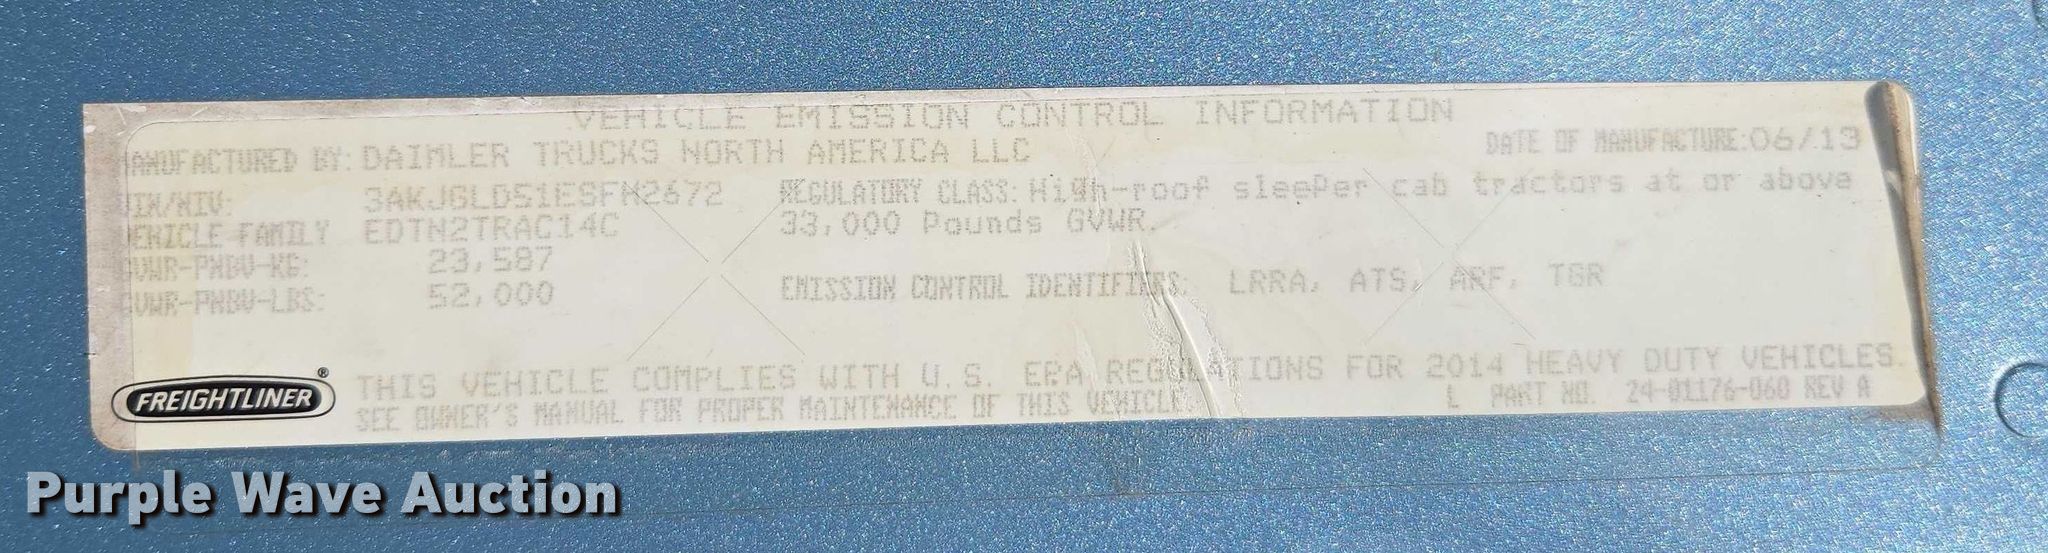 VEHICLE EMISSION CONTROL INFORMATION
MANUFACTURED BY: DAIMLER TRUCKS NORTH AMERICA LLC DATE OF MANUFACTURE: 06/13
VIN/NIV: 3AKJGLD51ESFM2672 REGULATORY CLASS: High-roof sleeper cab tractors at or above
VEHICLE FAMILY EDTN2TRAC14C 33,000 Pounds GVWR.
GVWR-PNBV-KG: 23,587
GVWR-PNBV-LBS: 52,000 EMISSION CONTROL IDENTIFIERS: LRRA, ATS, ARF, TGR
THIS VEHICLE COMPLIES WITH U.S. EPA REGULATIONS FOR 2014 HEAVY DUTY VEHICLES.
SEE OWNER'S MANUAL FOR PROPER MAINTENANCE OF THIS VEHICLE. L PART NO. 24-01176-060 REV A
FREIGHTLINER®
Purple Wave Auction